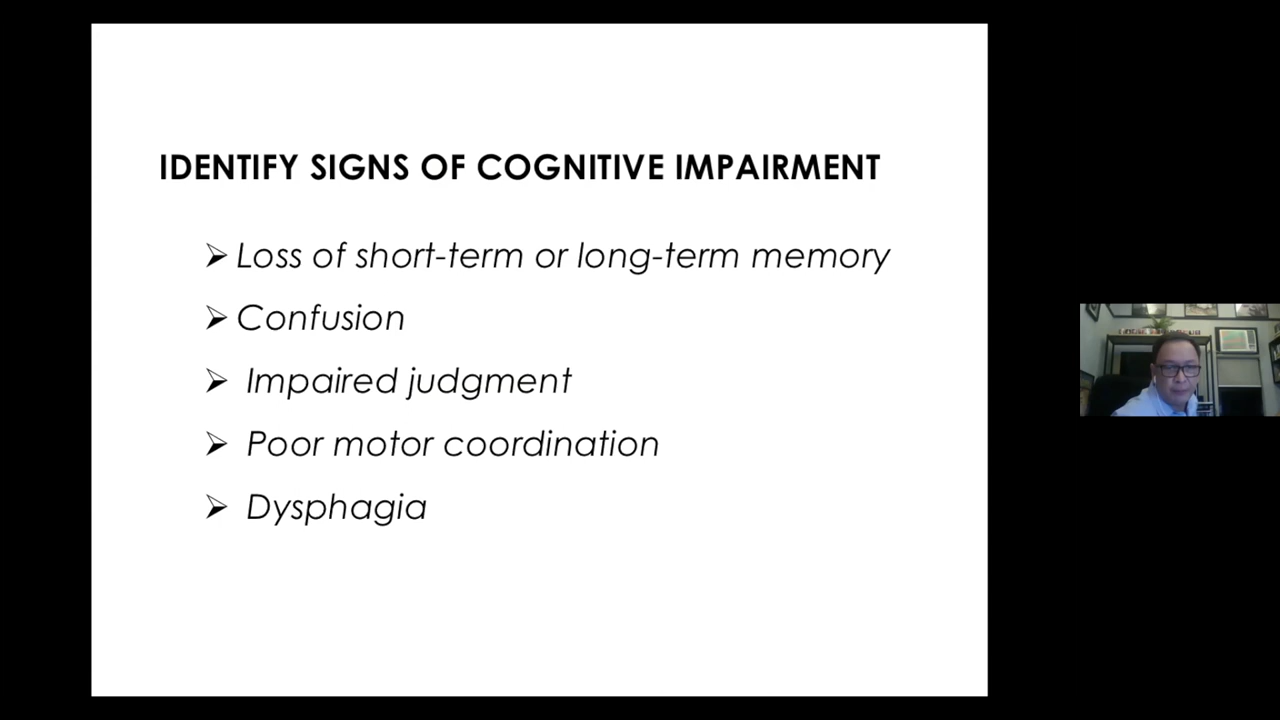 IDENTIFY SIGNS OF COGNITIVE IMPAIRMENT
➢ Loss of short-term or long-term memory
➢ Confusion
➢ Impaired judgment
➢ Poor motor coordination
➢ Dysphagia